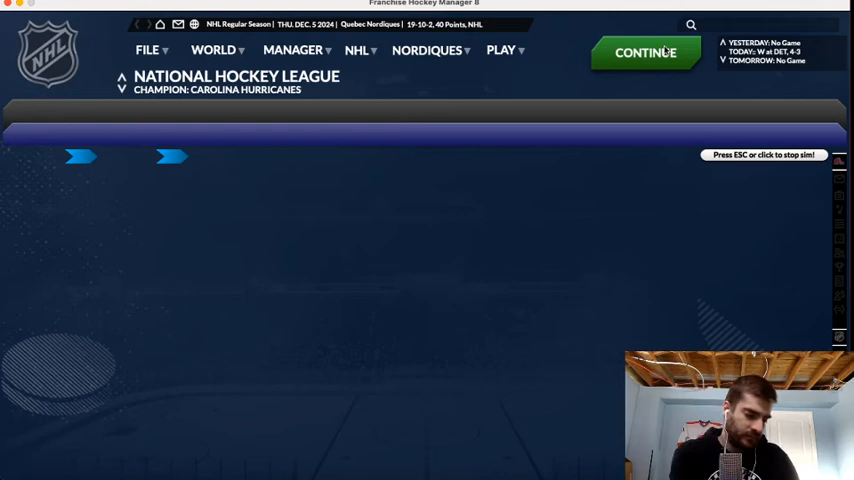 Franchise Hockey Manager 8
NHL Regular Season | THU. DEC. 5 2024 | Quebec Nordiques | 19-10-2, 40 Points, NHL
NHL
FILE WORLD MANAGER NHL NORDIQUES PLAY
CONTINUE
YESTERDAY: No Game
TODAY: W at DET, 4-3
TOMORROW: No Game
NATIONAL HOCKEY LEAGUE
CHAMPION: CAROLINA HURRICANES
Press ESC or click to stop sim!